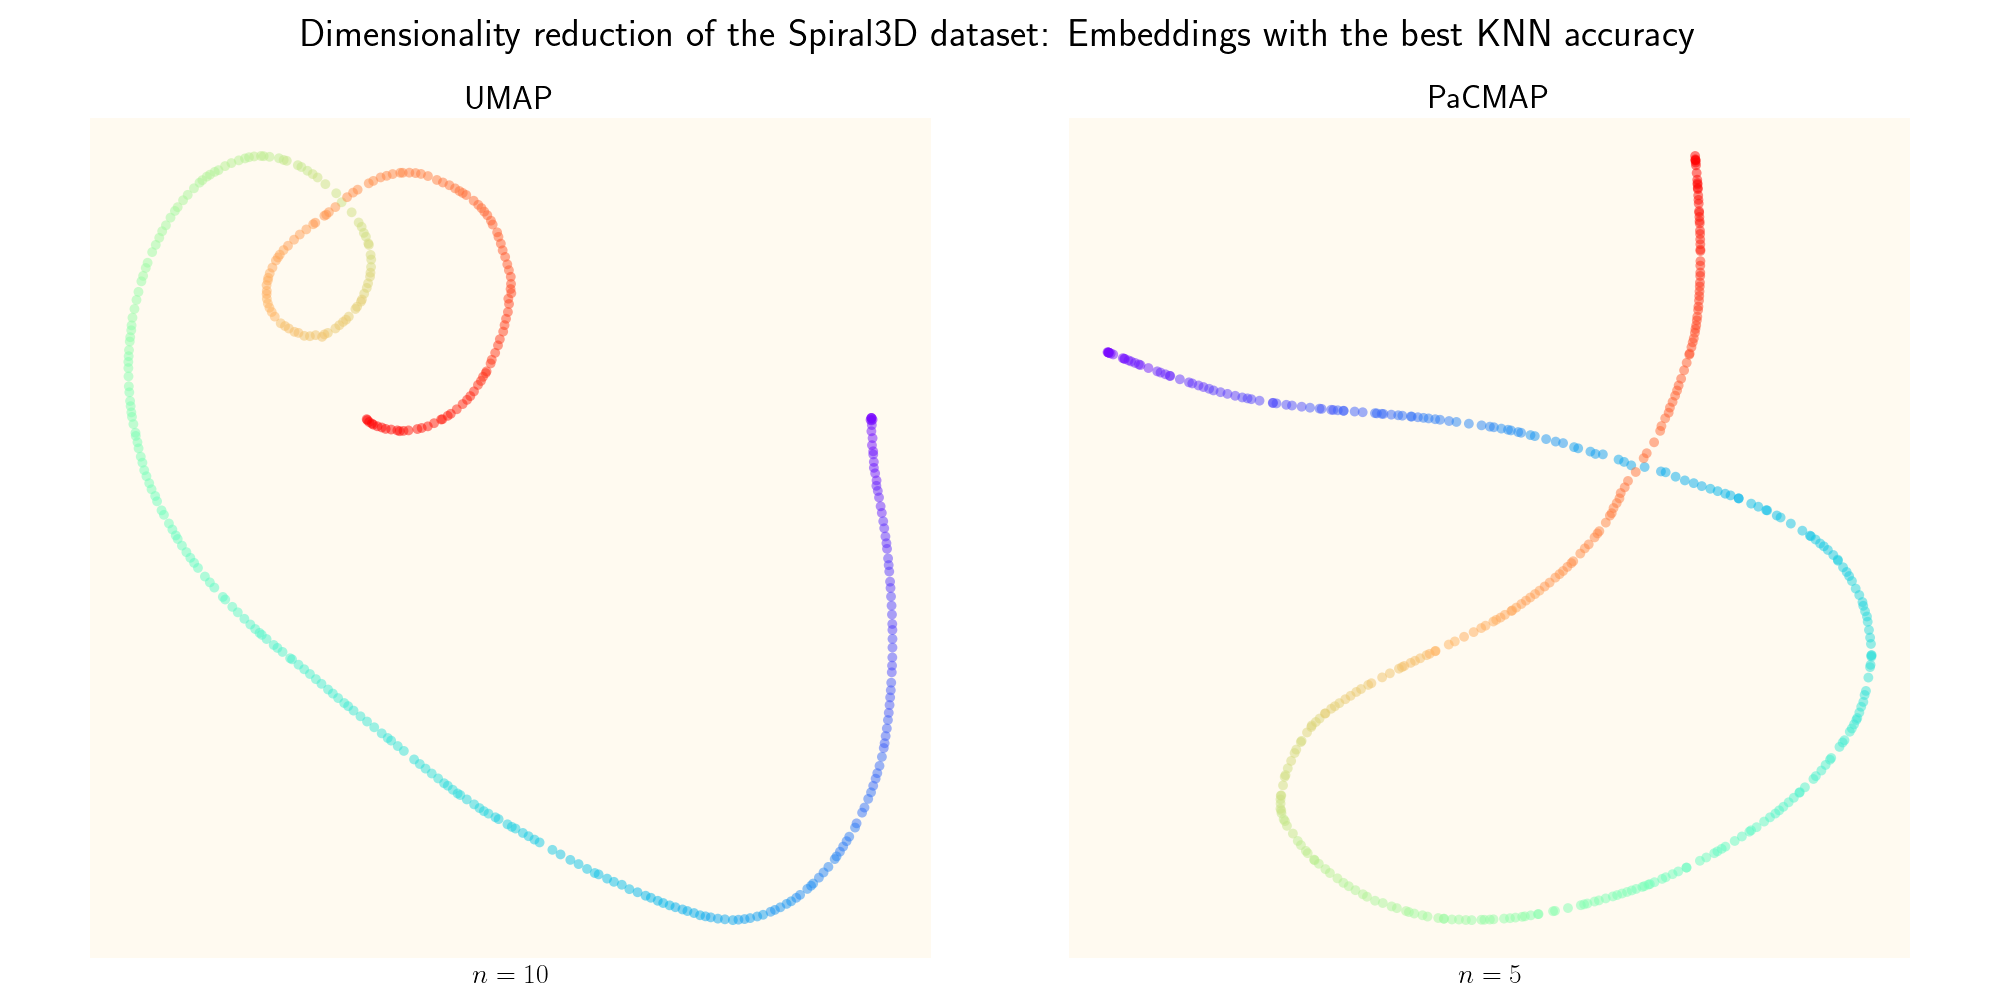 Dimensionality reduction of the Spiral3D dataset: Embeddings with the best KNN accuracy
UMAP
PaCMAP
n = 10
n = 5